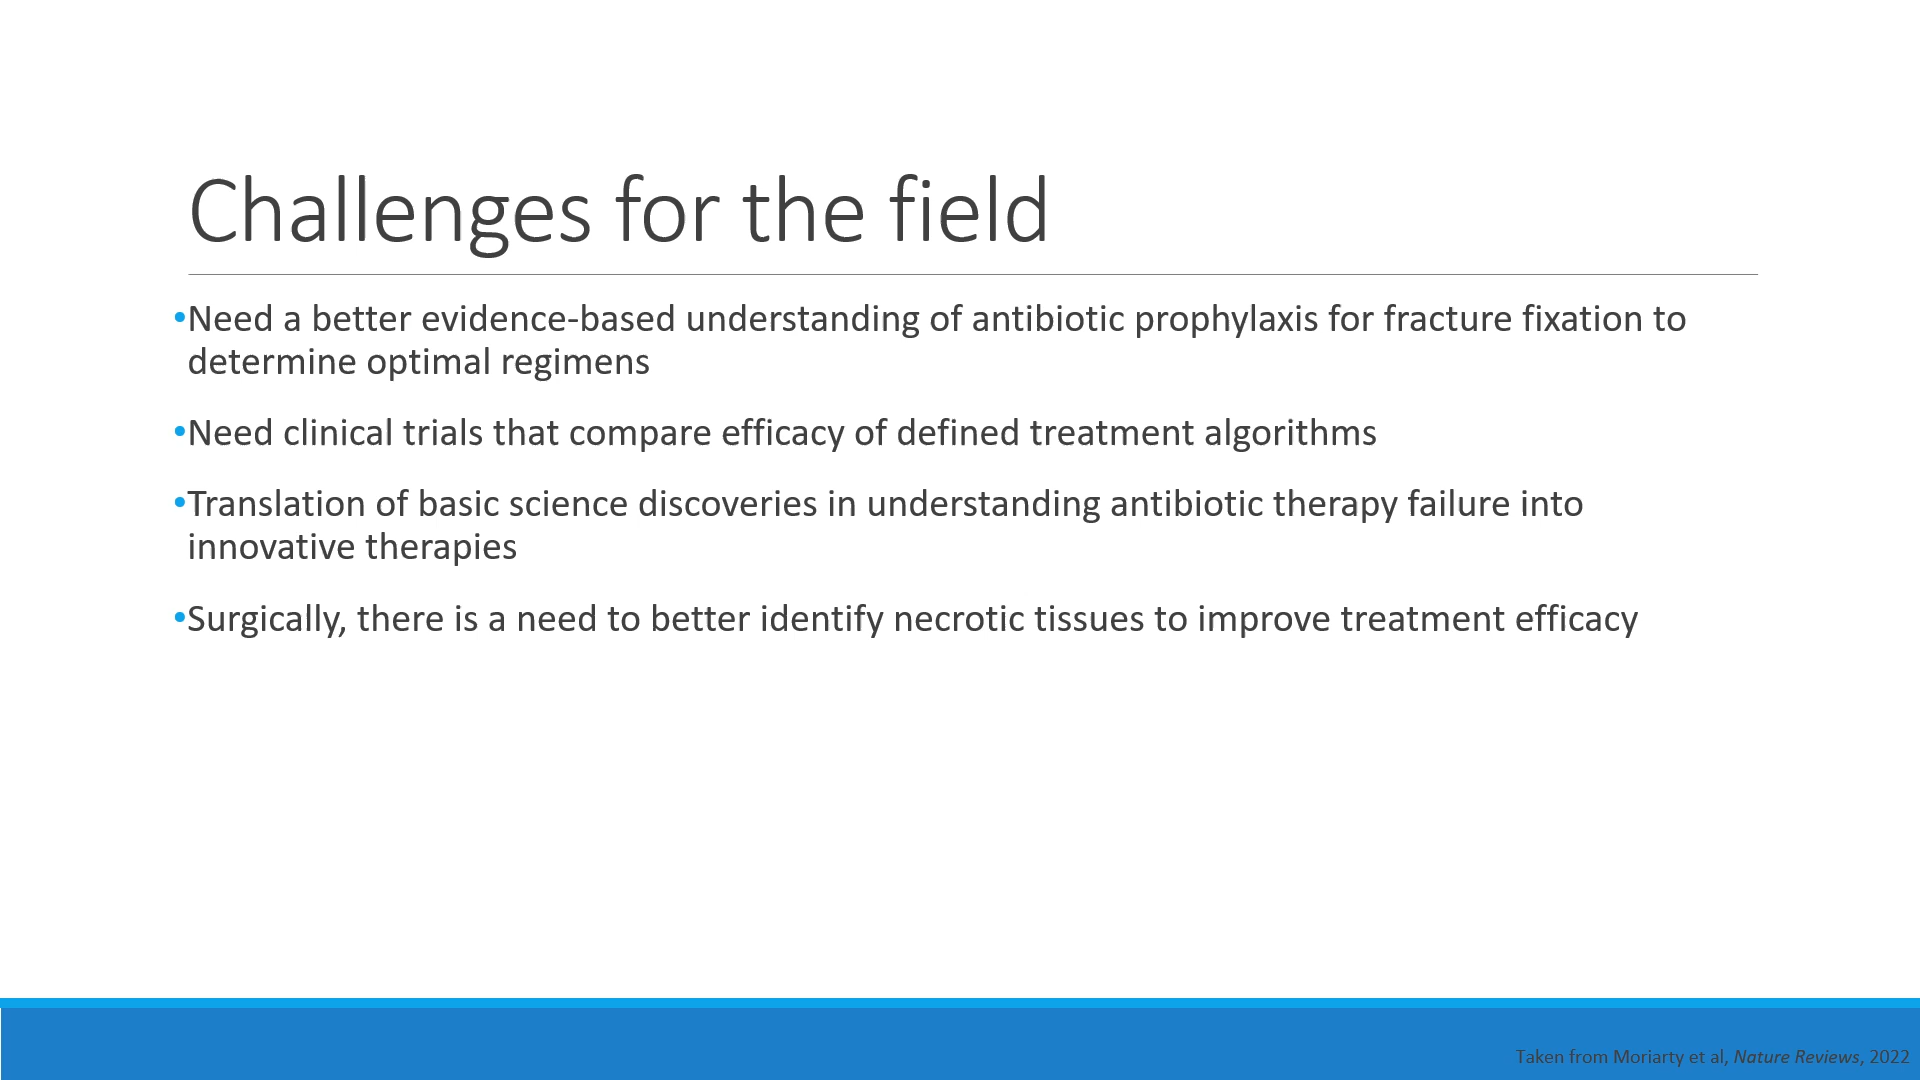 Challenges for the field
•Need a better evidence-based understanding of antibiotic prophylaxis for fracture fixation to
determine optimal regimens
•Need clinical trials that compare efficacy of defined treatment algorithms
•Translation of basic science discoveries in understanding antibiotic therapy failure into
innovative therapies
•Surgically, there is a need to better identify necrotic tissues to improve treatment efficacy
Taken from Moriarty et al, Nature Reviews, 2022